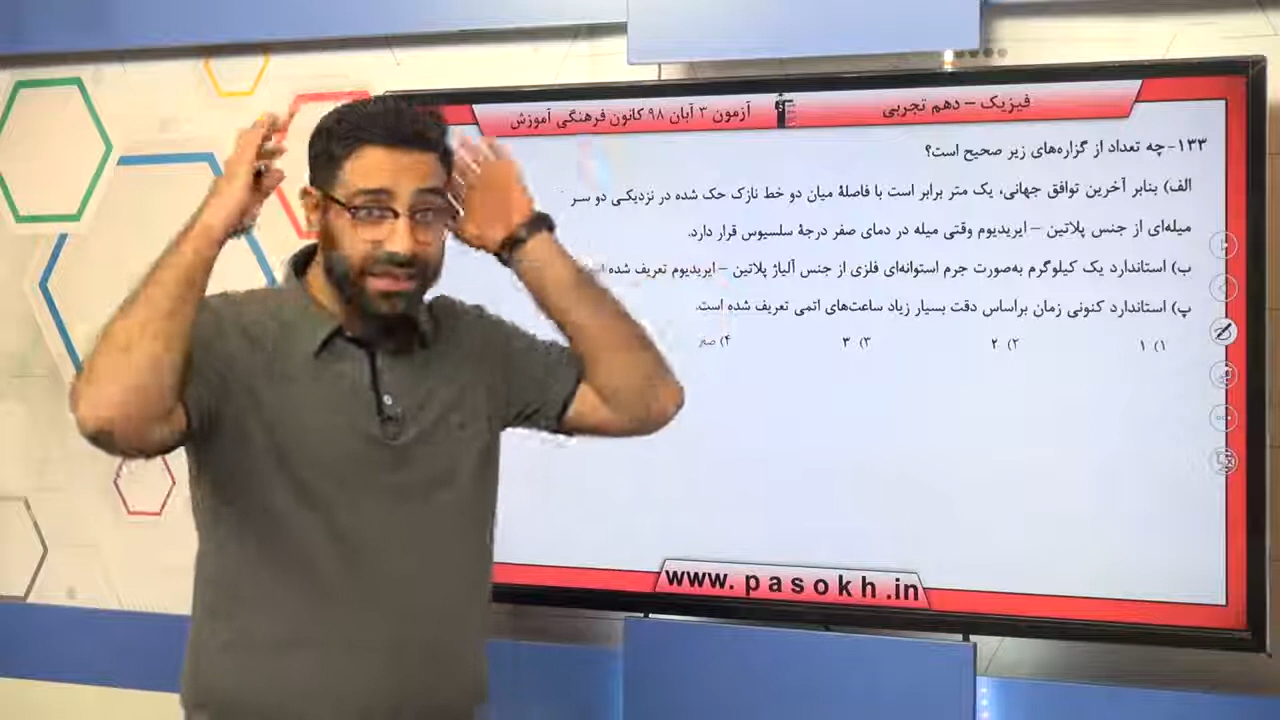 فیزیک - دهم تجربی
آزمون ۳ آبان ۹۸ کانون فرهنگی آموزش
۱۳۳- چه تعداد از گزاره‌های زیر صحیح است؟
الف) بنابر آخرین توافق جهانی، یک متر برابر است با فاصلهٔ میان دو خط نازک حک شده در نزدیکی دو سر
میله‌ای از جنس پلاتین - ایریدیوم وقتی میله در دمای صفر درجهٔ سلسیوس قرار دارد.
ب) استاندارد یک کیلوگرم به‌صورت جرم استوانه‌ای فلزی از جنس آلیاژ پلاتین - ایریدیوم تعریف شده
پ) استاندارد کنونی زمان براساس دقت بسیار زیاد ساعت‌های اتمی تعریف شده است.
۱) ۱ ۲) ۲ ۳) ۳ ۴) صفر
www.pasokh.in